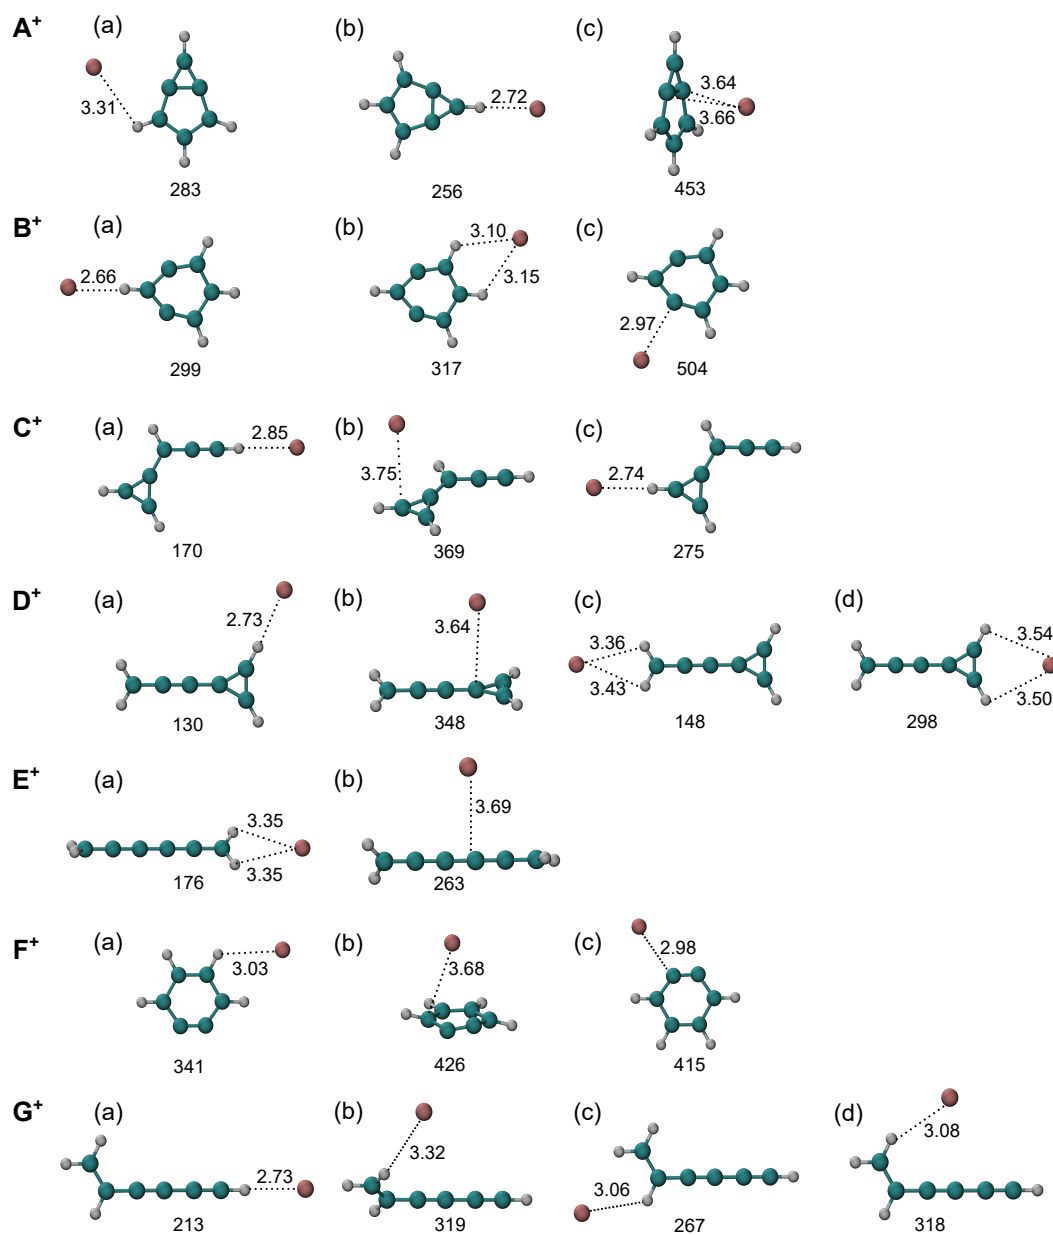 A+ (a) (b) (c)
3.31 2.72 3.64
3.66
283 256 453
B+ (a) (b) (c)
2.66 3.10 3.15 2.97
299 317 504
C+ (a) (b) (c)
2.85 3.75 2.74
170 369 275
D+ (a) (b) (c) (d)
2.73 3.64 3.36 3.54
3.43 3.50
130 348 148 298
E+ (a) (b)
3.35 3.69
3.35
176 263
F+ (a) (b) (c)
3.03 3.68 2.98
341 426 415
G+ (a) (b) (c) (d)
2.73 3.32 3.06 3.08
213 319 267 318